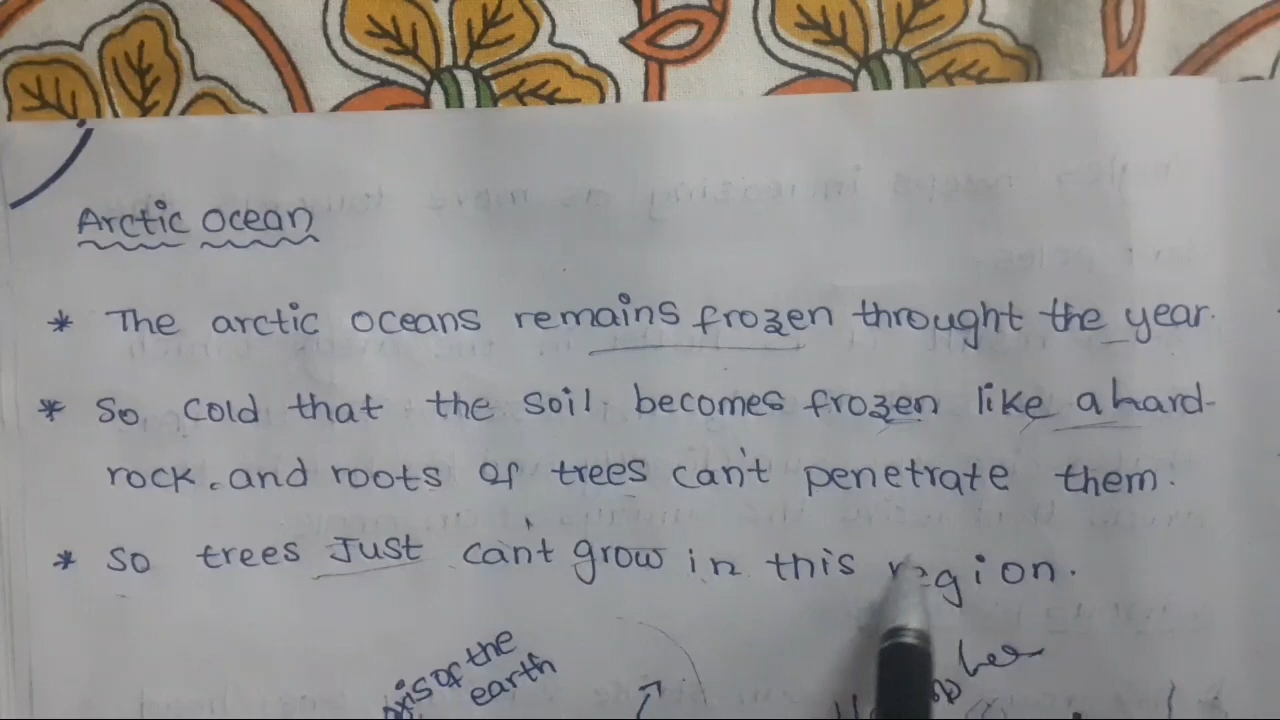 Arctic ocean
* The arctic oceans remains frozen throught the year.
* So cold that the soil becomes frozen like a hard-
rock. and roots of trees can't penetrate them.
* So trees Just can't grow in this region.
axis of the
earth